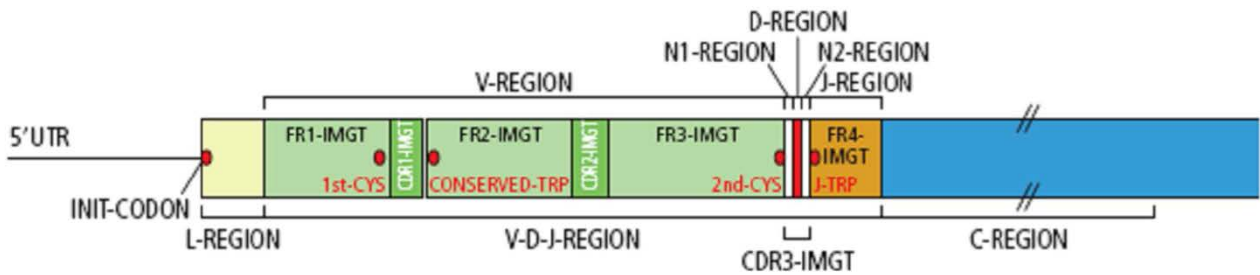 D-REGION
N1-REGION
N2-REGION
V-REGION
J-REGION
5'UTR
FR1-IMGT
CDR1-IMGT
FR2-IMGT
CDR2-IMGT
FR3-IMGT
FR4-
IMGT
1st-CYS
CONSERVED-TRP
2nd-CYS
J-TRP
INIT-CODON
L-REGION
V-D-J-REGION
C-REGION
CDR3-IMGT